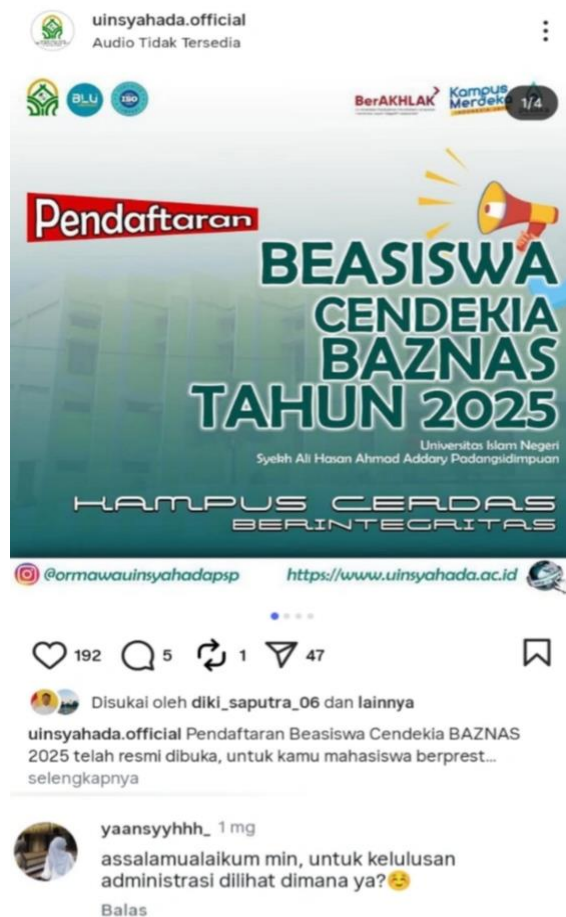 uinsyahada.official
Audio Tidak Tersedia
BLU
ISO
BerAKHLAK
Kampus
Merdeka
1/4
Pendaftaran
BEASISWA
CENDEKIA
BAZNAS
TAHUN 2025
Universitas Islam Negeri
Syekh Ali Hasan Ahmad Addary Padangsidimpuan
KAMPUS CERDAS
BERINTEGRITAS
@ormawauinsyahadapsp
https://www.uinsyahada.ac.id
192
5
1
47
Disukai oleh diki_saputra_06 dan lainnya
uinsyahada.official Pendaftaran Beasiswa Cendekia BAZNAS
2025 telah resmi dibuka, untuk kamu mahasiswa berprest...
selengkapnya
yaansyyhhh_ 1 mg
assalamualaikum min, untuk kelulusan
administrasi dilihat dimana ya?☺️
Balas